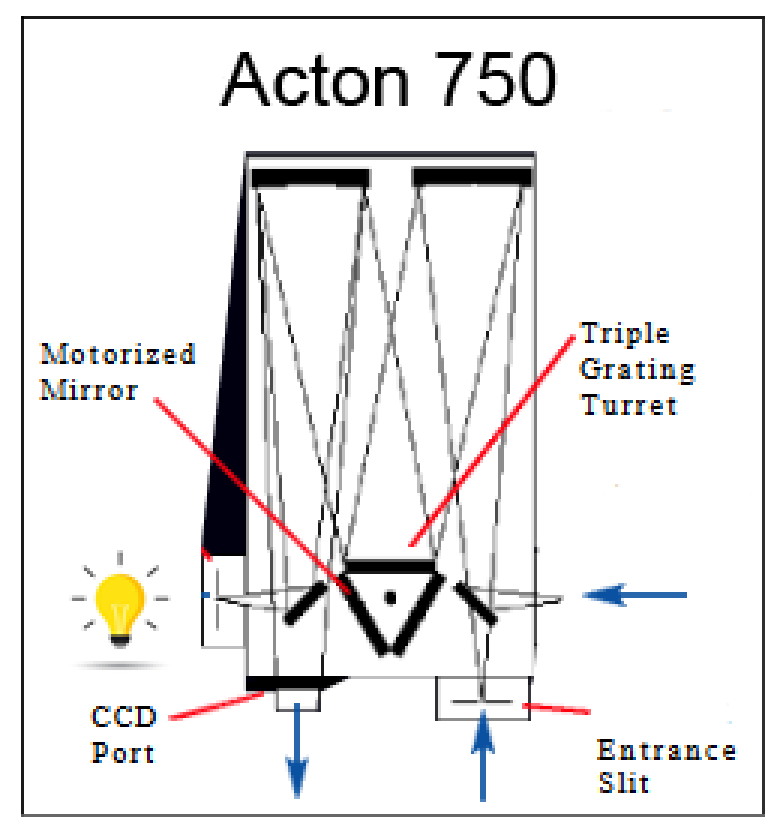 Acton 750
Motorized
Mirror
Triple
Grating
Turret
CCD
Port
Entrance
Slit